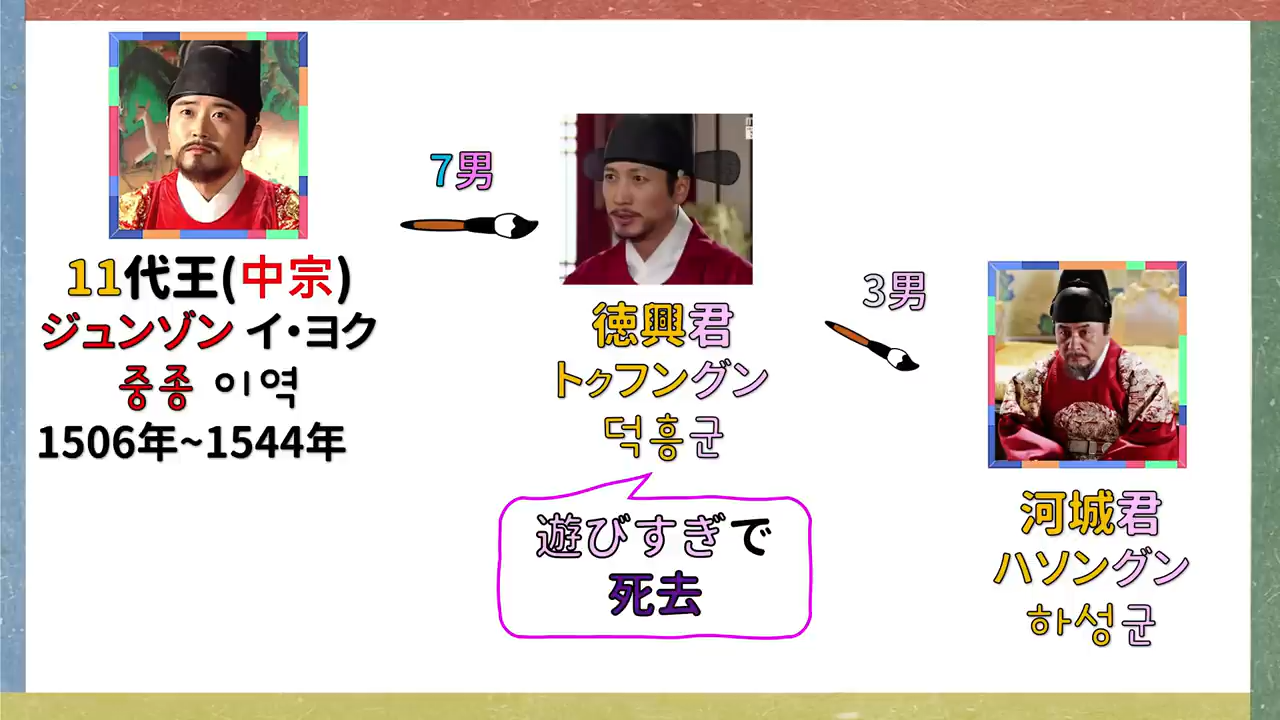 11代王(中宗)
ジュンゾン イ・ヨク
중종 이역
1506年~1544年
7男
徳興君
トゥフングン
덕흥군
遊びすぎで
死去
3男
河城君
ハソングン
하성군